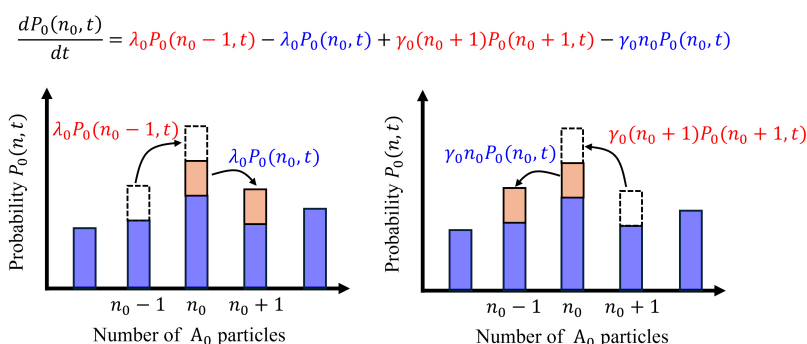 dP₀(n₀, t)/dt = λ₀P₀(n₀ − 1, t) − λ₀P₀(n₀, t) + γ₀(n₀ + 1)P₀(n₀ + 1, t) − γ₀n₀P₀(n₀, t)
Probability P₀(n, t)
λ₀P₀(n₀ − 1, t)
λ₀P₀(n₀, t)
n₀ − 1
n₀
n₀ + 1
Number of A₀ particles
Probability P₀(n, t)
γ₀n₀P₀(n₀, t)
γ₀(n₀ + 1)P₀(n₀ + 1, t)
n₀ − 1
n₀
n₀ + 1
Number of A₀ particles